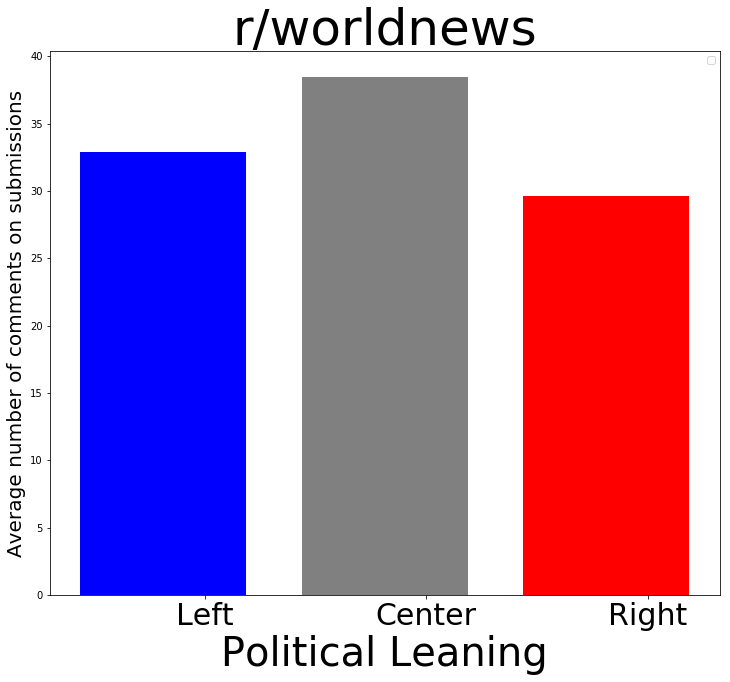 r/worldnews
Average number of comments on submissions
40
35
30
25
20
15
10
5
0
Left Center Right
Political Leaning